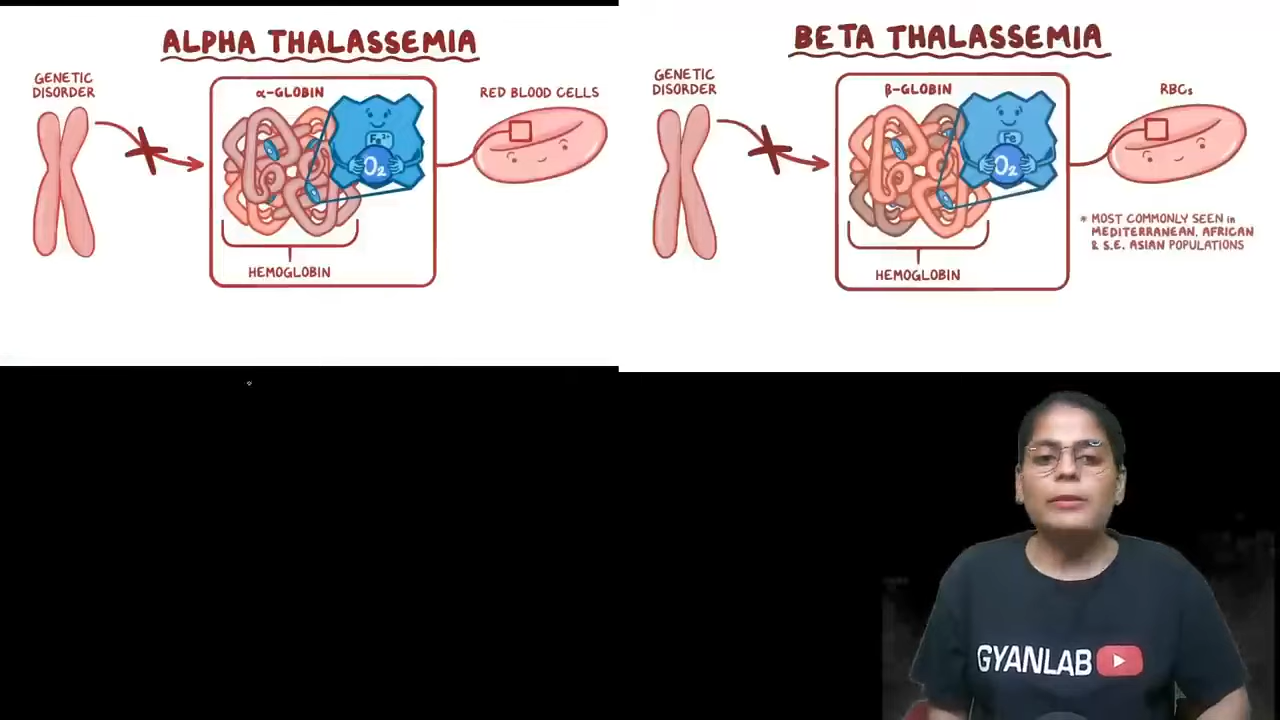 ALPHA THALASSEMIA
GENETIC
DISORDER
α-GLOBIN
Fe²⁺
O₂
HEMOGLOBIN
RED BLOOD CELLS
BETA THALASSEMIA
GENETIC
DISORDER
β-GLOBIN
Fe
O₂
HEMOGLOBIN
RBCs
* MOST COMMONLY SEEN in
MEDITERRANEAN, AFRICAN
& S.E. ASIAN POPULATIONS
GYANLAB